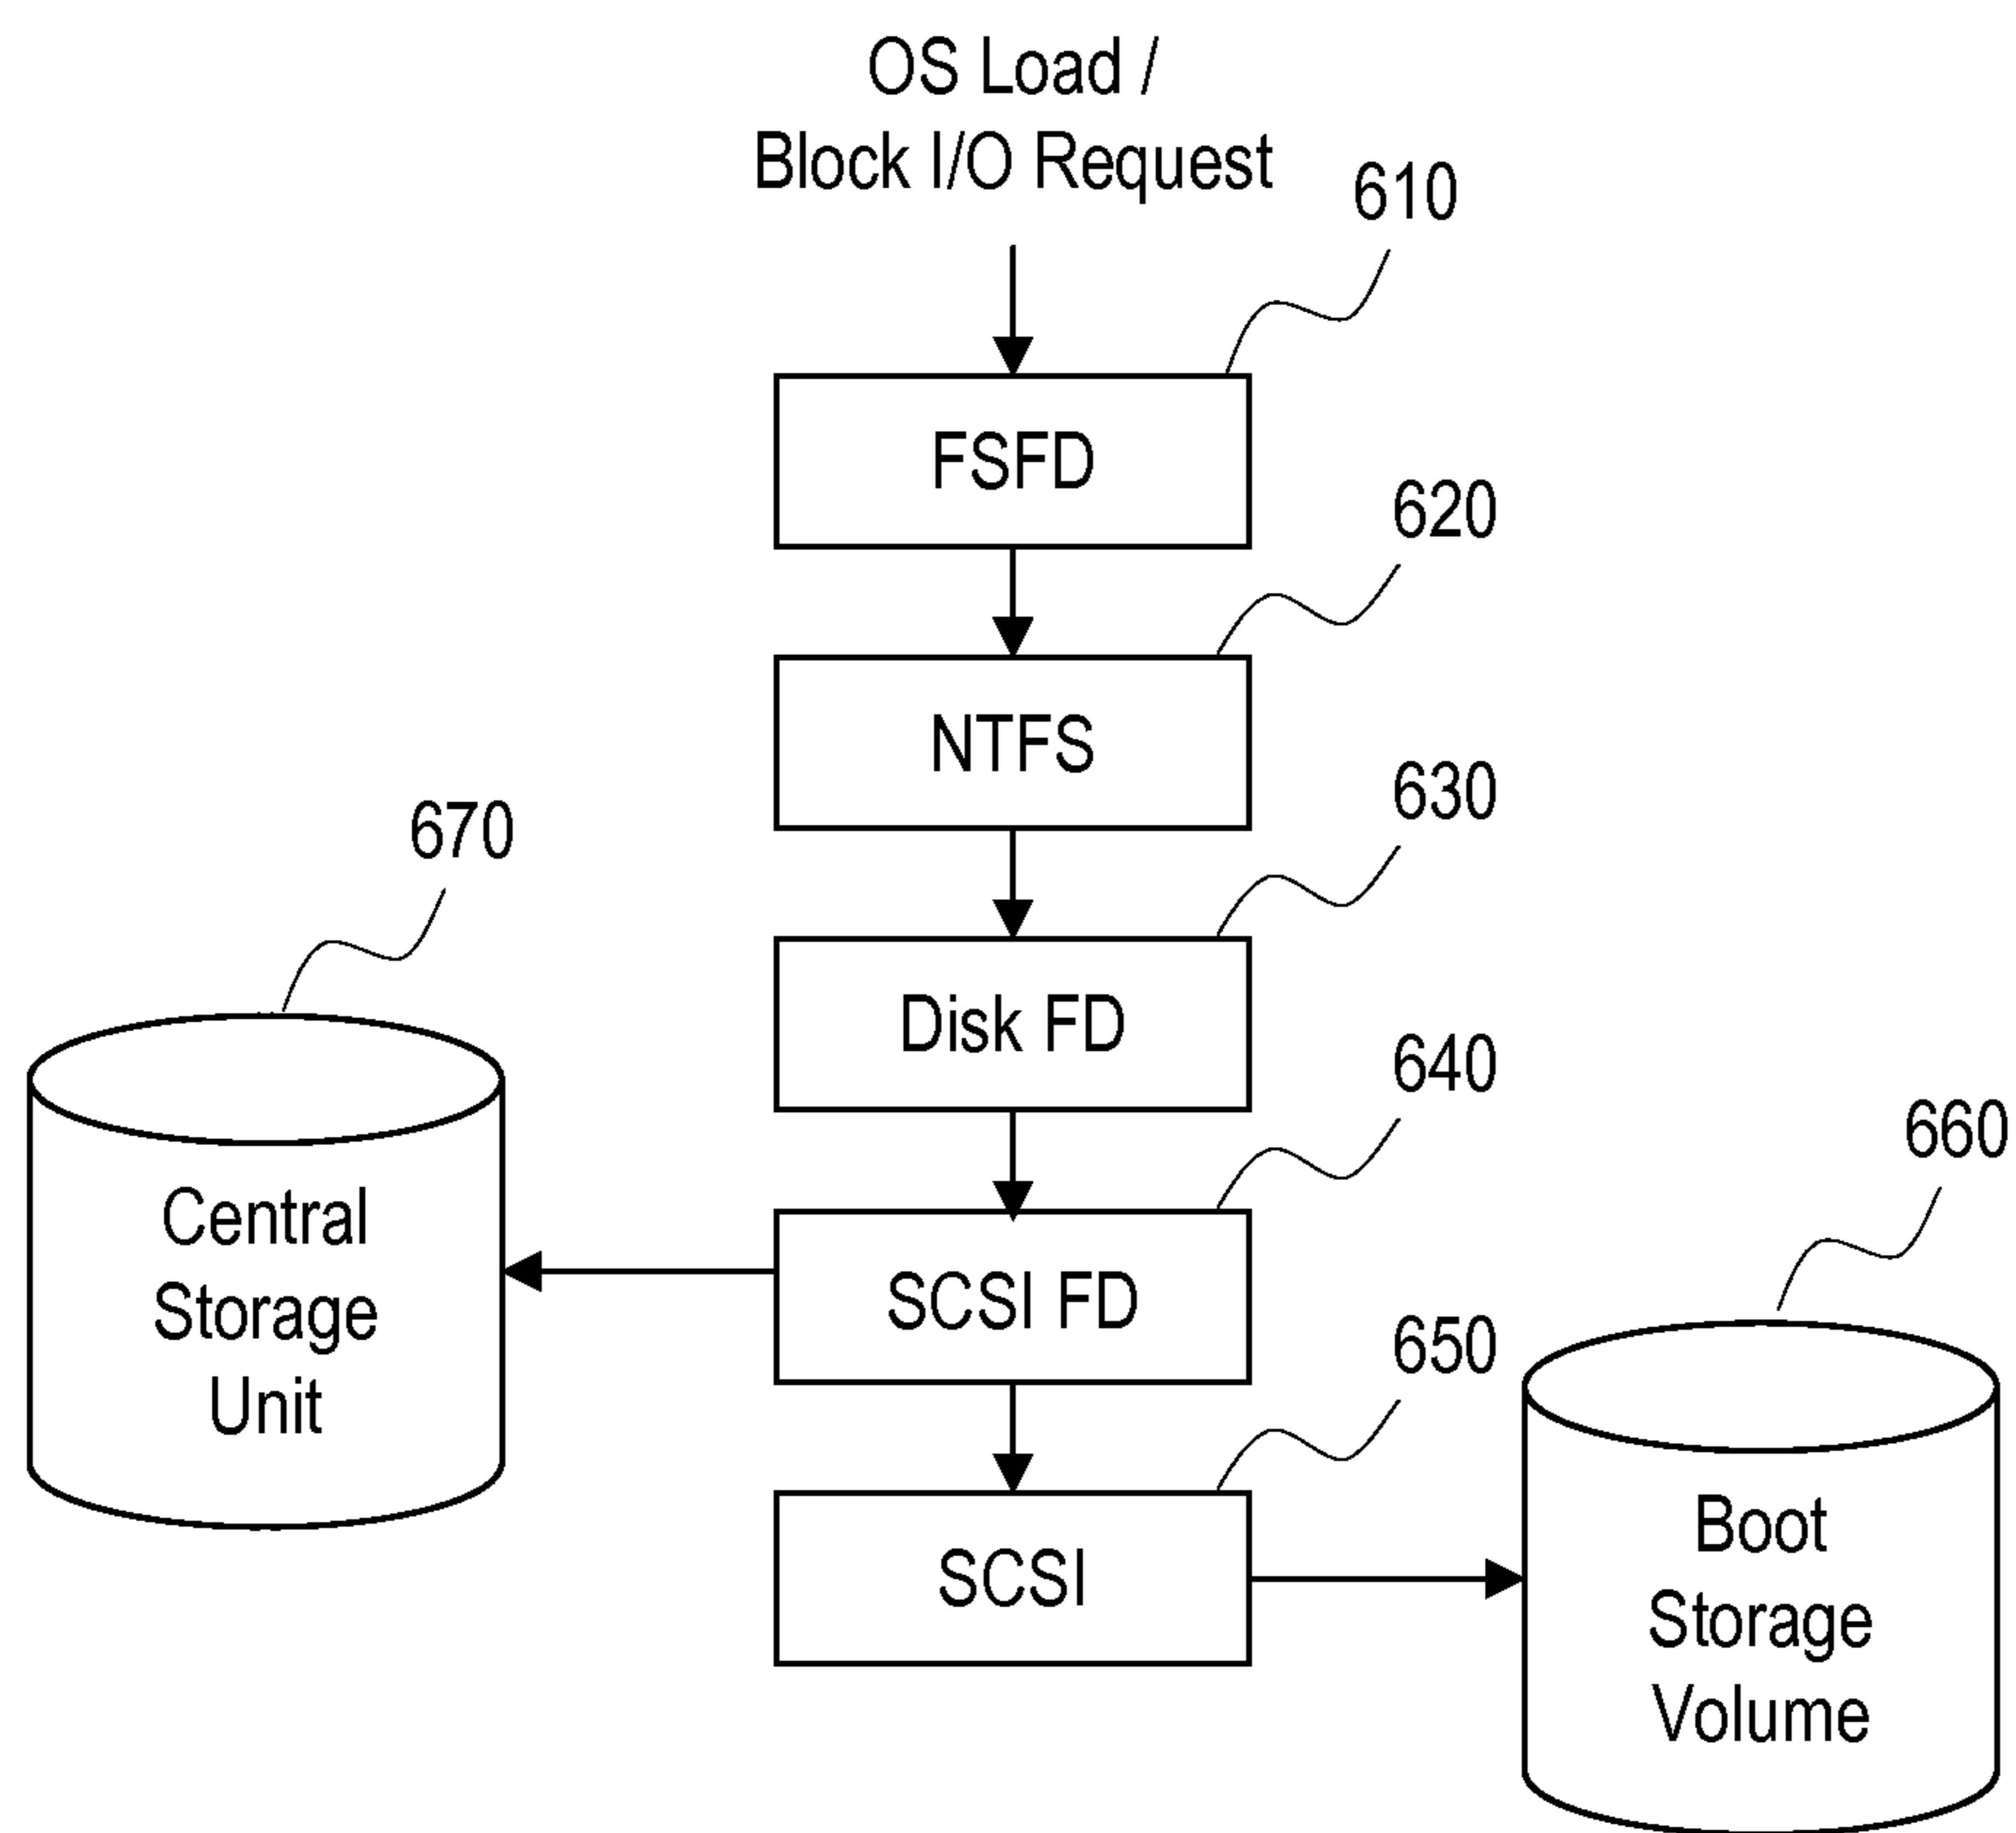 OS Load /
Block I/O Request
610
FSFD
620
NTFS
630
670
Disk FD
640
660
Central
Storage
Unit
SCSI FD
650
SCSI
Boot
Storage
Volume